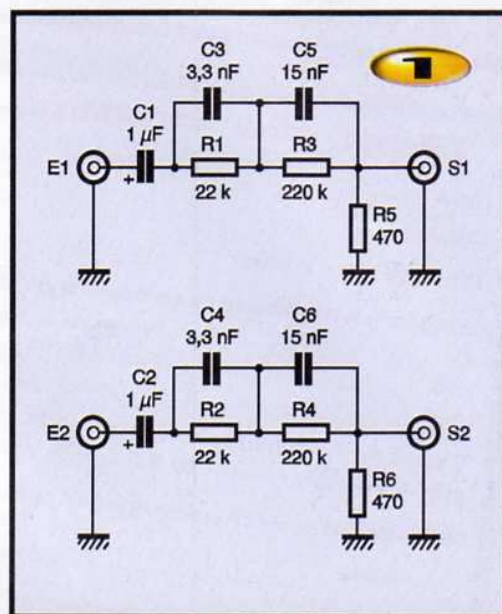 1
C3
3,3 nF
C5
15 nF
C1
1 µF
+
E1
R1
22 k
R3
220 k
S1
R5
470
C4
3,3 nF
C6
15 nF
C2
1 µF
+
E2
R2
22 k
R4
220 k
S2
R6
470